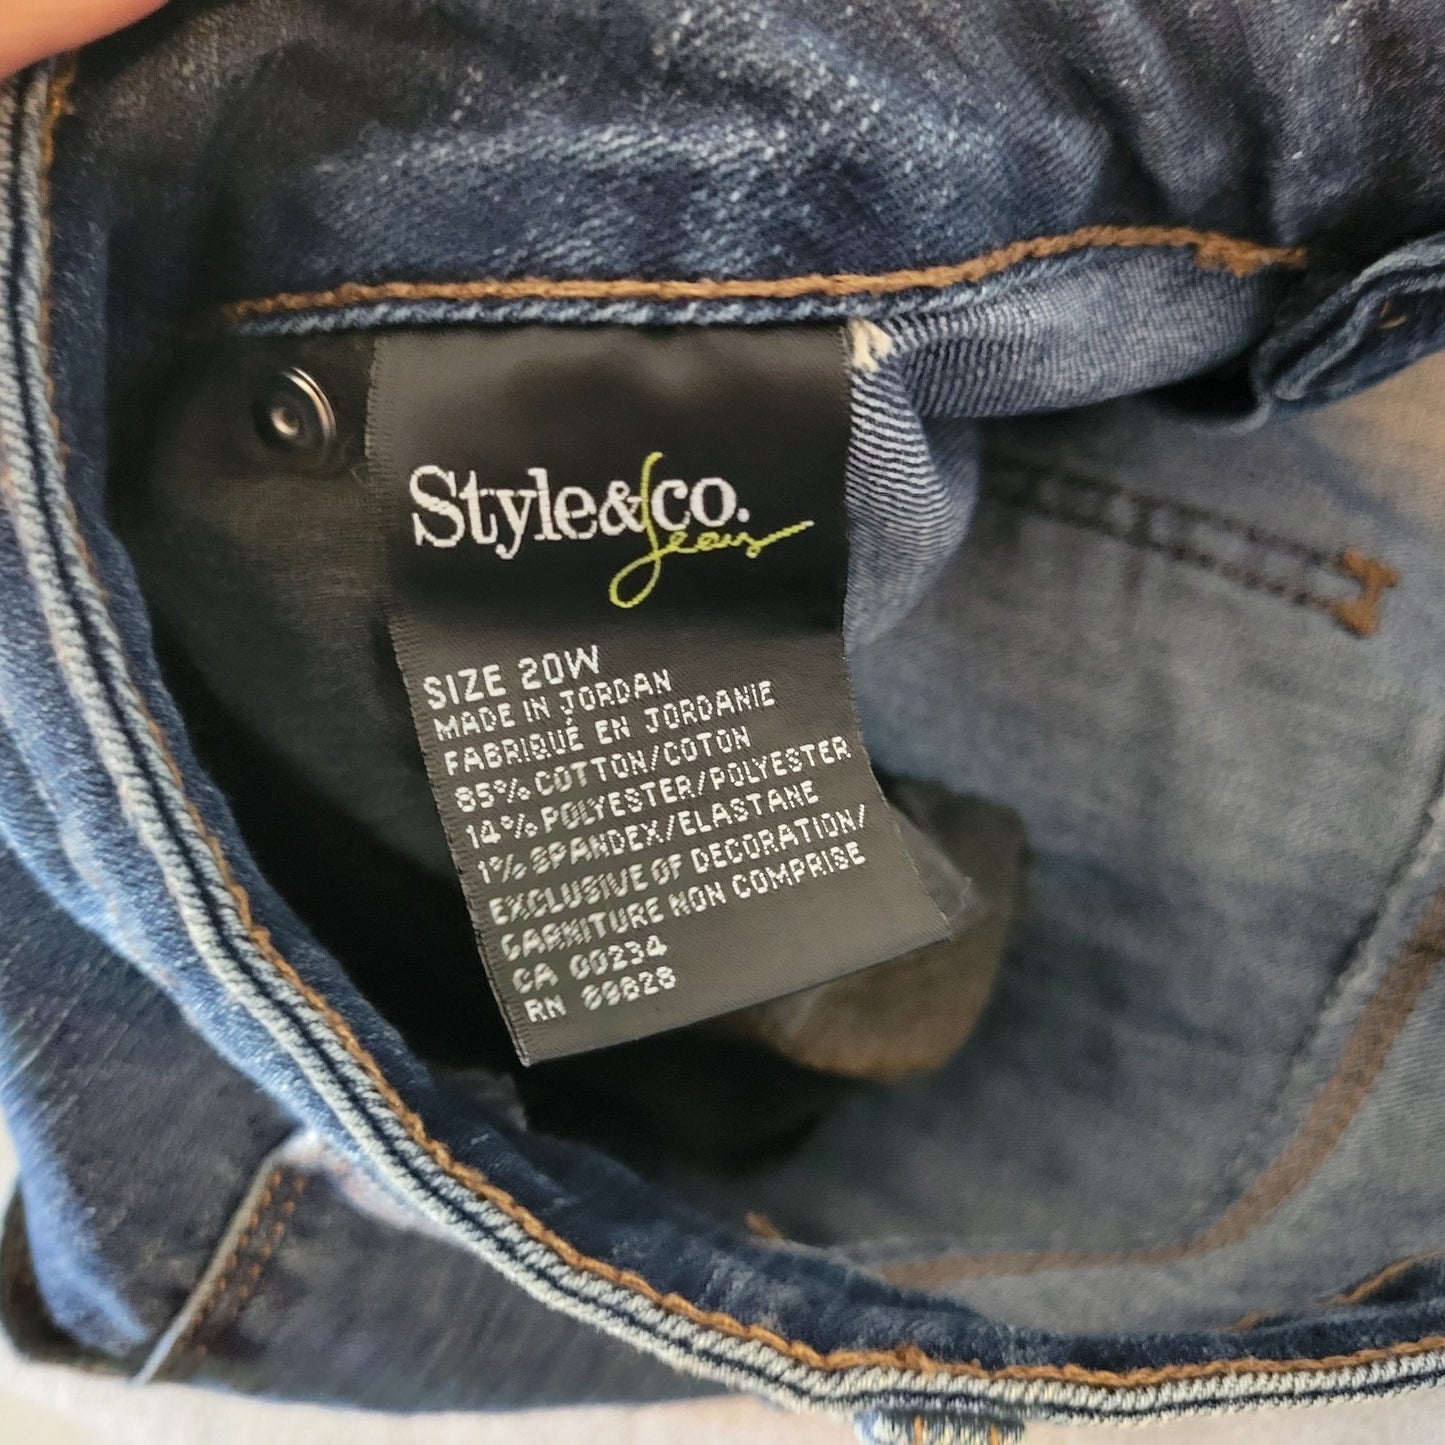 Style&co.
Jeans
SIZE 20W
MADE IN JORDAN
FABRIQUÉ EN JORDANIE
85% COTTON/COTON
14% POLYESTER/POLYESTER
1% SPANDEX/ELASTANE
EXCLUSIVE OF DECORATION/
GARNITURE NON COMPRISE
CA 00234
RN 89828